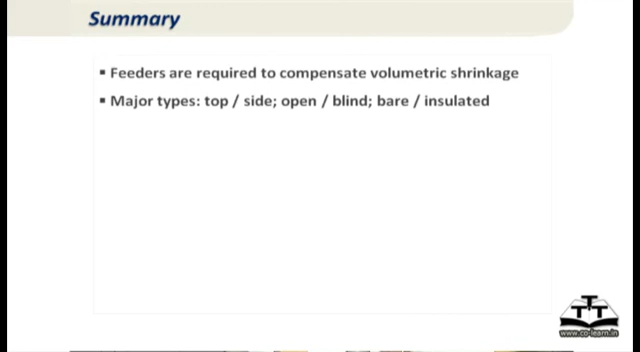 Summary
▪ Feeders are required to compensate volumetric shrinkage
▪ Major types: top / side; open / blind; bare / insulated
TTT
www.co-learn.in